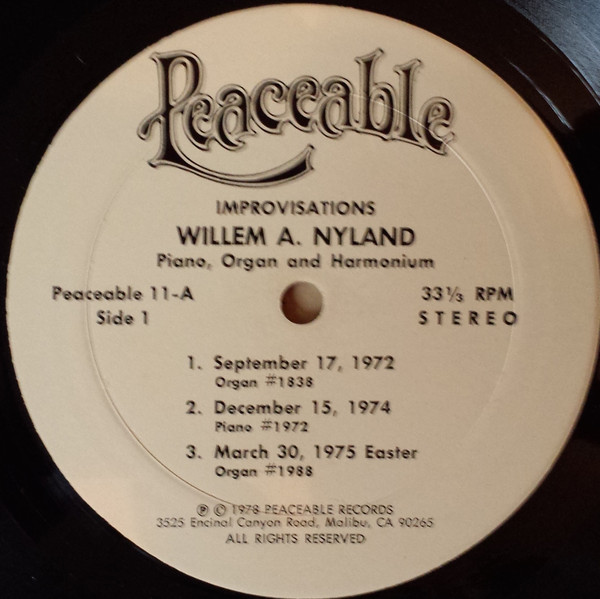 Peaceable
IMPROVISATIONS
WILLEM A. NYLAND
Piano, Organ and Harmonium
Peaceable 11-A 33⅓ RPM
Side 1 STEREO
1. September 17, 1972
Organ #1838
2. December 15, 1974
Piano #1972
3. March 30, 1975 Easter
Organ #1988
℗ © 1978 PEACEABLE RECORDS
3525 Encinal Canyon Road, Malibu, CA 90265
ALL RIGHTS RESERVED